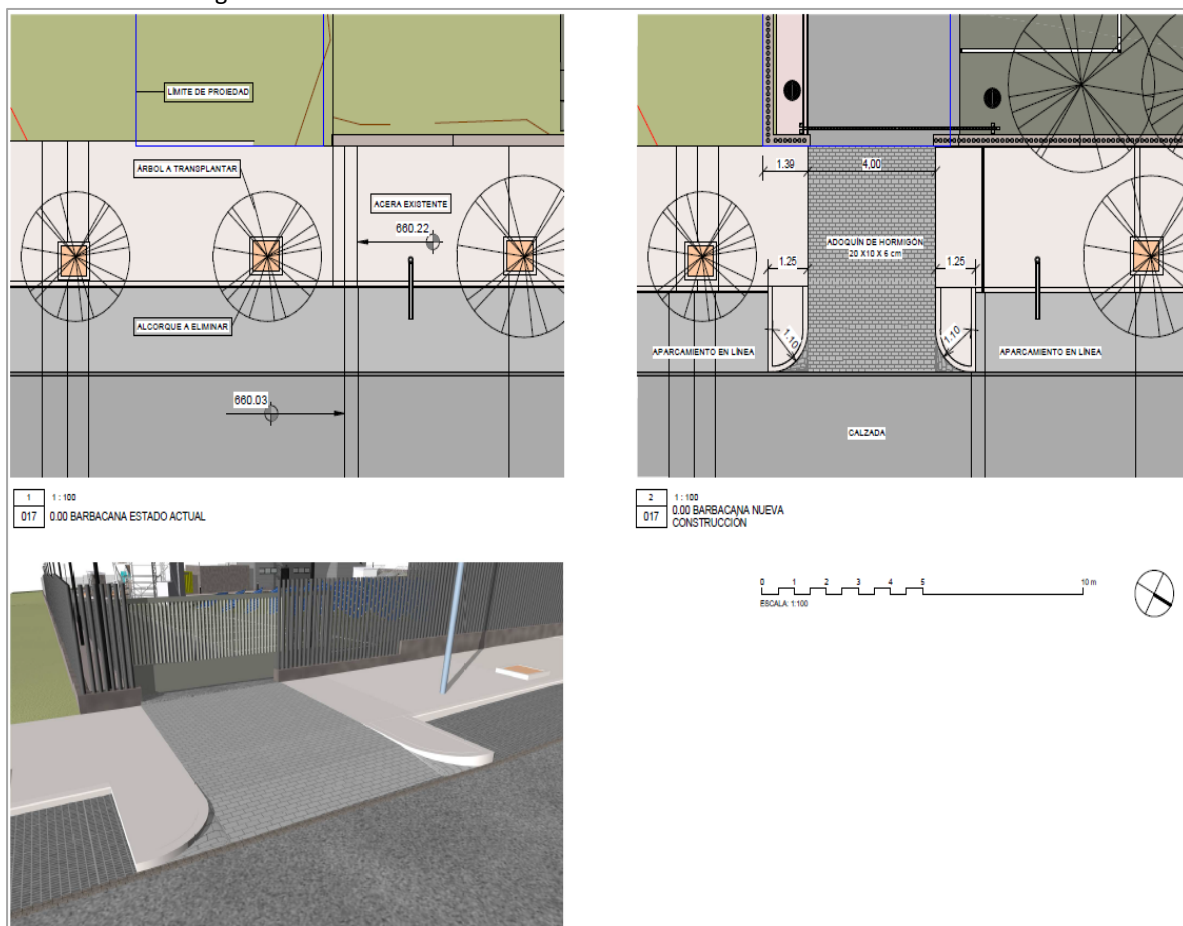 LÍMITE DE PROIEDAD
ÁRBOL A TRANSPLANTAR
ACERA EXISTENTE
660.22
ALCORQUE A ELIMINAR
660.03
1
1 : 100
017
0.00 BARBACANA ESTADO ACTUAL
1.39
4,00
ADOQUÍN DE HORMIGÓN
20 X10 X 6 cm
1.25
1.25
1.10
1.10
APARCAMIENTO EN LÍNEA
APARCAMIENTO EN LÍNEA
CALZADA
2
1 : 100
017
0.00 BARBACANA NUEVA
CONSTRUCCIÓN
0 1 2 3 4 5 10 m
ESCALA: 1:100